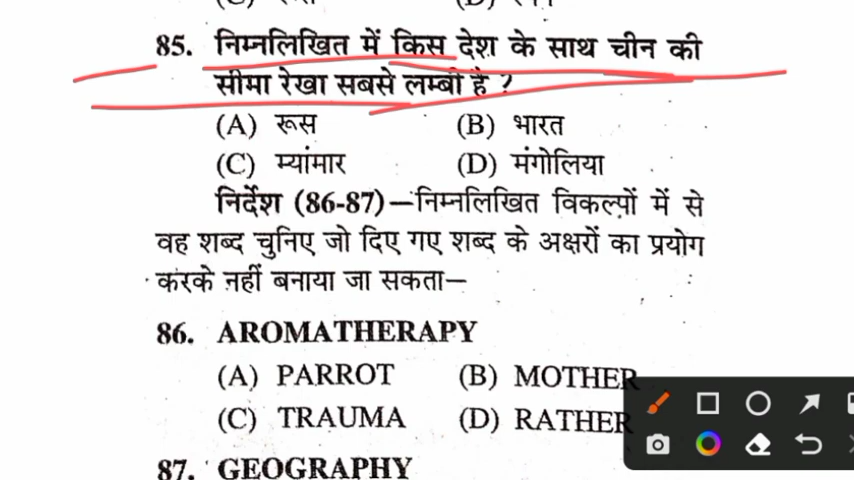 85. निम्नलिखित में किस देश के साथ चीन की
सीमा रेखा सबसे लम्बी है ?
(A) रूस (B) भारत
(C) म्यांमार (D) मंगोलिया
निर्देश (86-87)—निम्नलिखित विकल्पों में से
वह शब्द चुनिए जो दिए गए शब्द के अक्षरों का प्रयोग
करके नहीं बनाया जा सकता—
86. AROMATHERAPY
(A) PARROT (B) MOTHER
(C) TRAUMA (D) RATHER
87. GEOGRAPHY